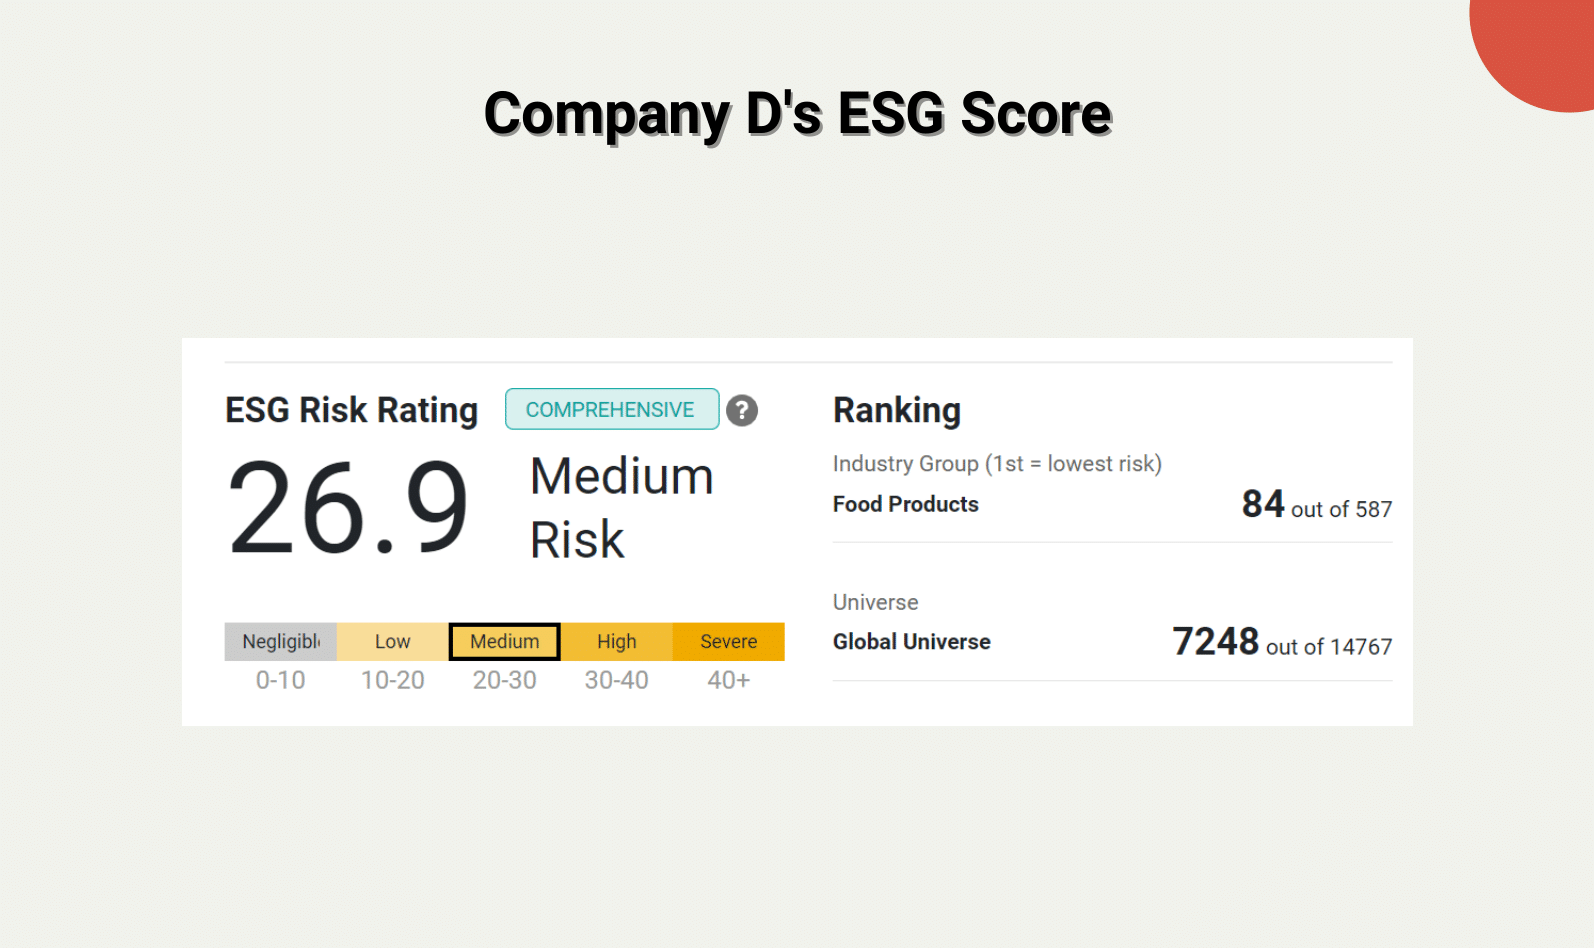 Company D's ESG Score
ESG Risk Rating COMPREHENSIVE ?
26.9 Medium
Risk
Negligibl Low Medium High Severe
0-10 10-20 20-30 30-40 40+
Ranking
Industry Group (1st = lowest risk)
Food Products 84 out of 587
Universe
Global Universe 7248 out of 14767